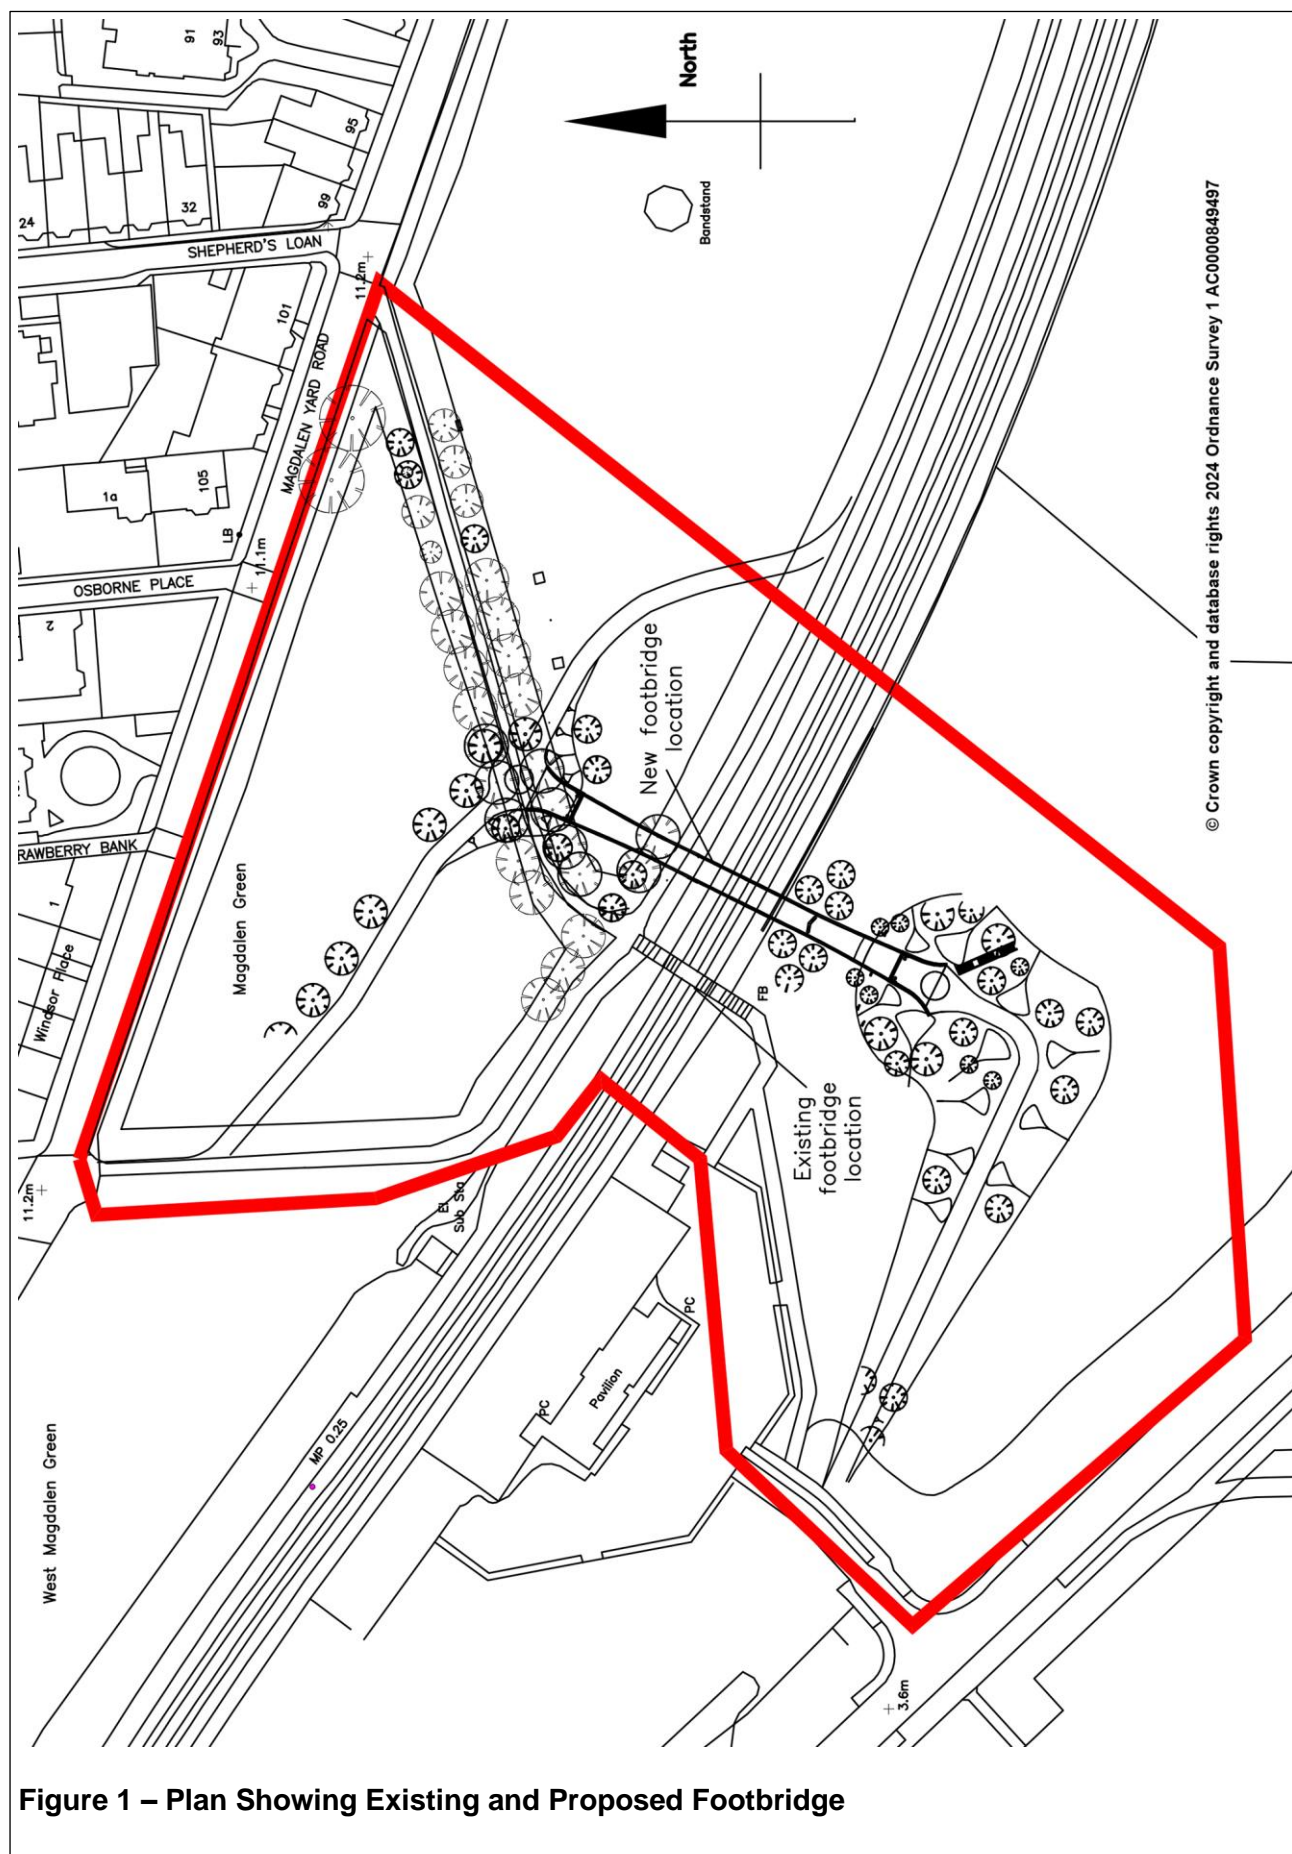 91
93
North
95
99
24
32
SHEPHERD'S LOAN
Bandstand
11.2m
101
MAGDALEN YARD ROAD
1a
105
LB
11.1m
OSBORNE PLACE
2
New footbridge
location
© Crown copyright and database rights 2024 Ordnance Survey 1 AC0000849497
RAWBERRY BANK
1
Magdalen Green
Windsor Place
FB
Existing
footbridge
location
11.2m
El
Sub Sta
PC
PC
Pavilion
MP 0.25
West Magdalen Green
3.6m
Figure 1 – Plan Showing Existing and Proposed Footbridge